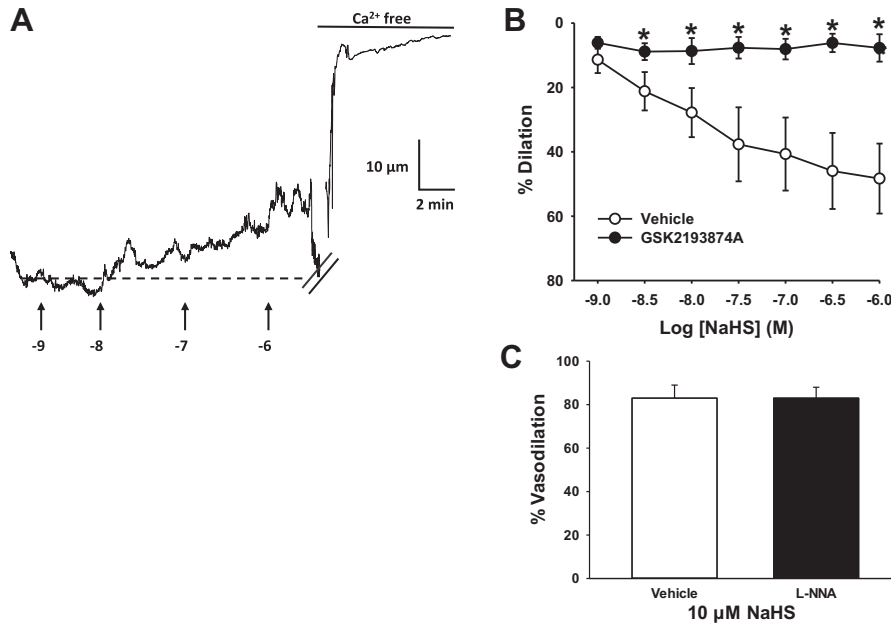 A
Ca²⁺ free
10 µm
2 min
-9
-8
-7
-6
B
% Dilation
0
20
40
60
80
* * * * * *
Vehicle
GSK2193874A
-9.0 -8.5 -8.0 -7.5 -7.0 -6.5 -6.0
Log [NaHS] (M)
C
% Vasodilation
100
80
60
40
20
0
Vehicle L-NNA
10 µM NaHS